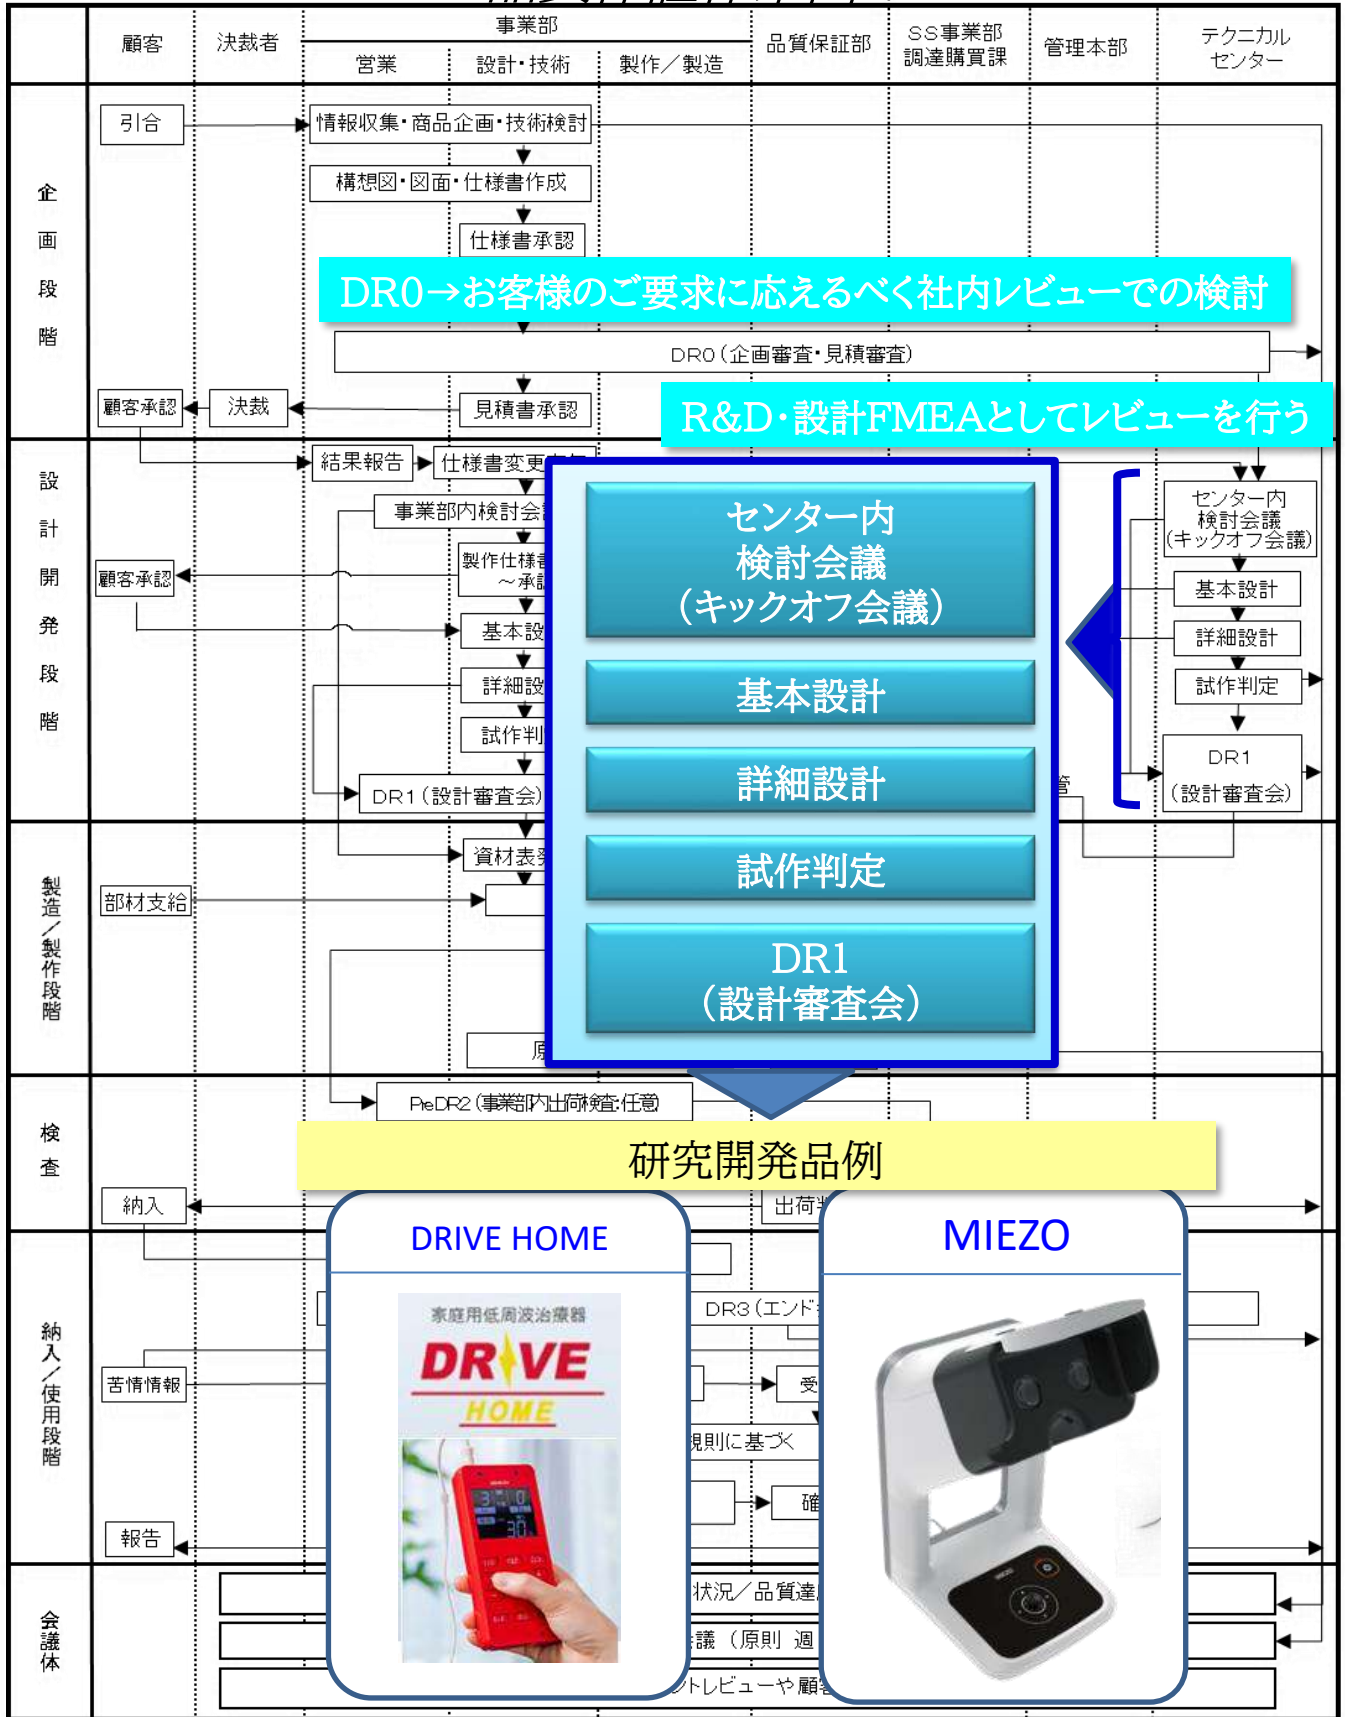 顧客
決裁者
事業部
営業
設計・技術
製作／製造
品質保証部
SS事業部
調達購買課
管理本部
テクニカル
センター
企画段階
引合
情報収集・商品企画・技術検討
構想図・図面・仕様書作成
仕様書承認
DR0→お客様のご要求に応えるべく社内レビューでの検討
DR0（企画審査・見積審査）
顧客承認
決裁
見積書承認
R&D・設計FMEAとしてレビューを行う
設計開発段階
結果報告
仕様書変更
事業部内検討会
製作仕様書
～承認
顧客承認
基本設
詳細設
試作判
DR1（設計審査会）
センター内
検討会議
（キックオフ会議）
基本設計
詳細設計
試作判定
DR1
（設計審査会）
センター内
検討会議
（キックオフ会議）
基本設計
詳細設計
試作判定
DR1
（設計審査会）
管
製造／製作段階
資材表
部材支給
原
検査
PreDR2（事業部内出荷検査:任意）
研究開発品例
納入
出荷
納入／使用段階
DRIVE HOME
家庭用低周波治療器
DRIVE
HOME
MIEZO
DR3（エンド
苦情情報
受
規則に基づく
確
報告
会議体
状況／品質達
議（原則 週
トレビューや顧客